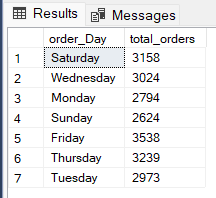 Results Messages
order_Day total_orders
1 Saturday 3158
2 Wednesday 3024
3 Monday 2794
4 Sunday 2624
5 Friday 3538
6 Thursday 3239
7 Tuesday 2973